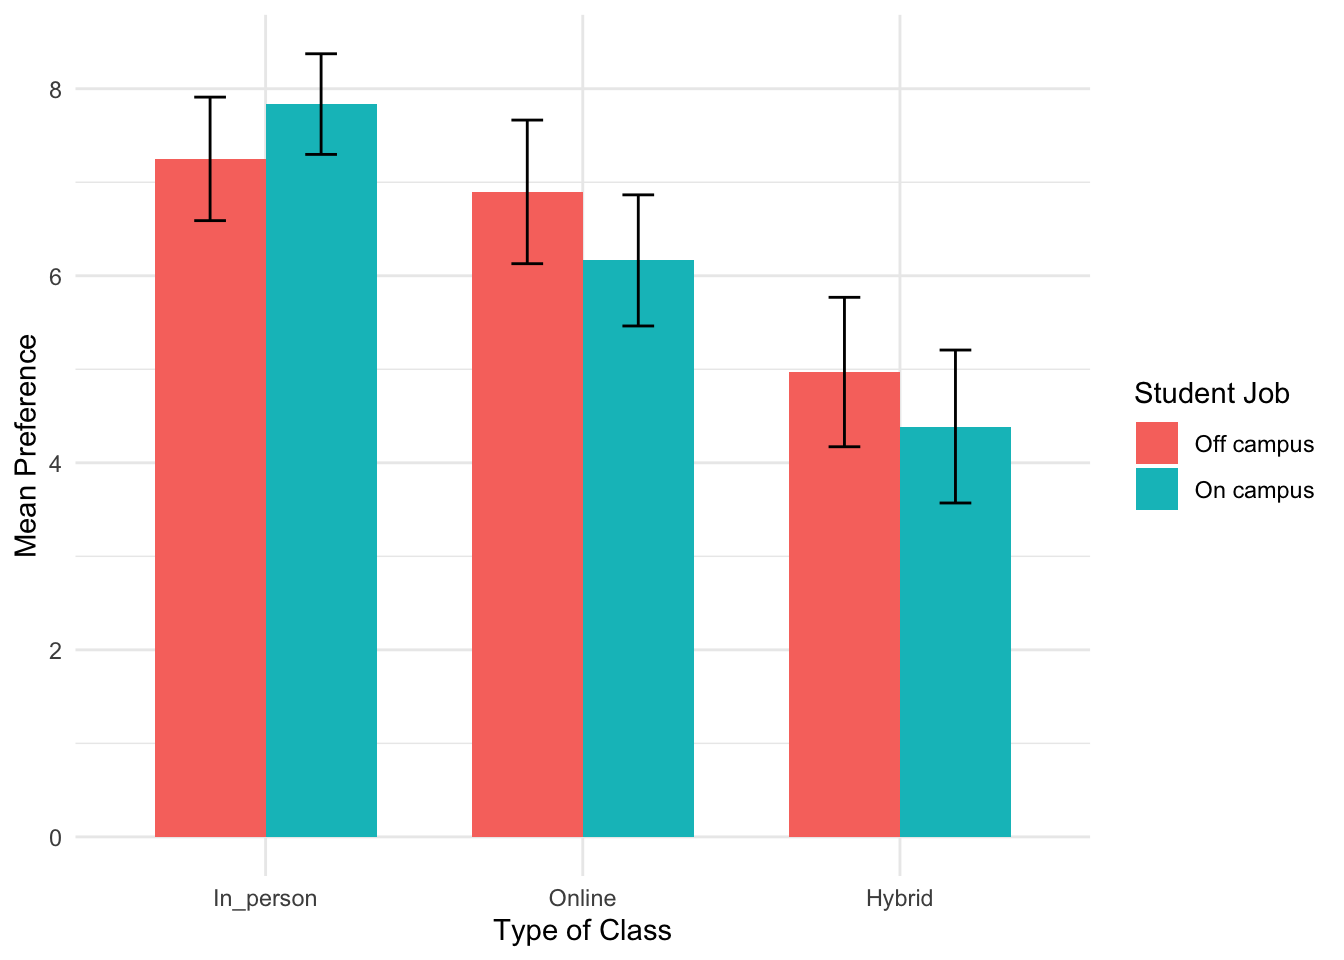 8
6
4
2
0
Mean Preference
In_person
Online
Hybrid
Type of Class
Student Job
Off campus
On campus